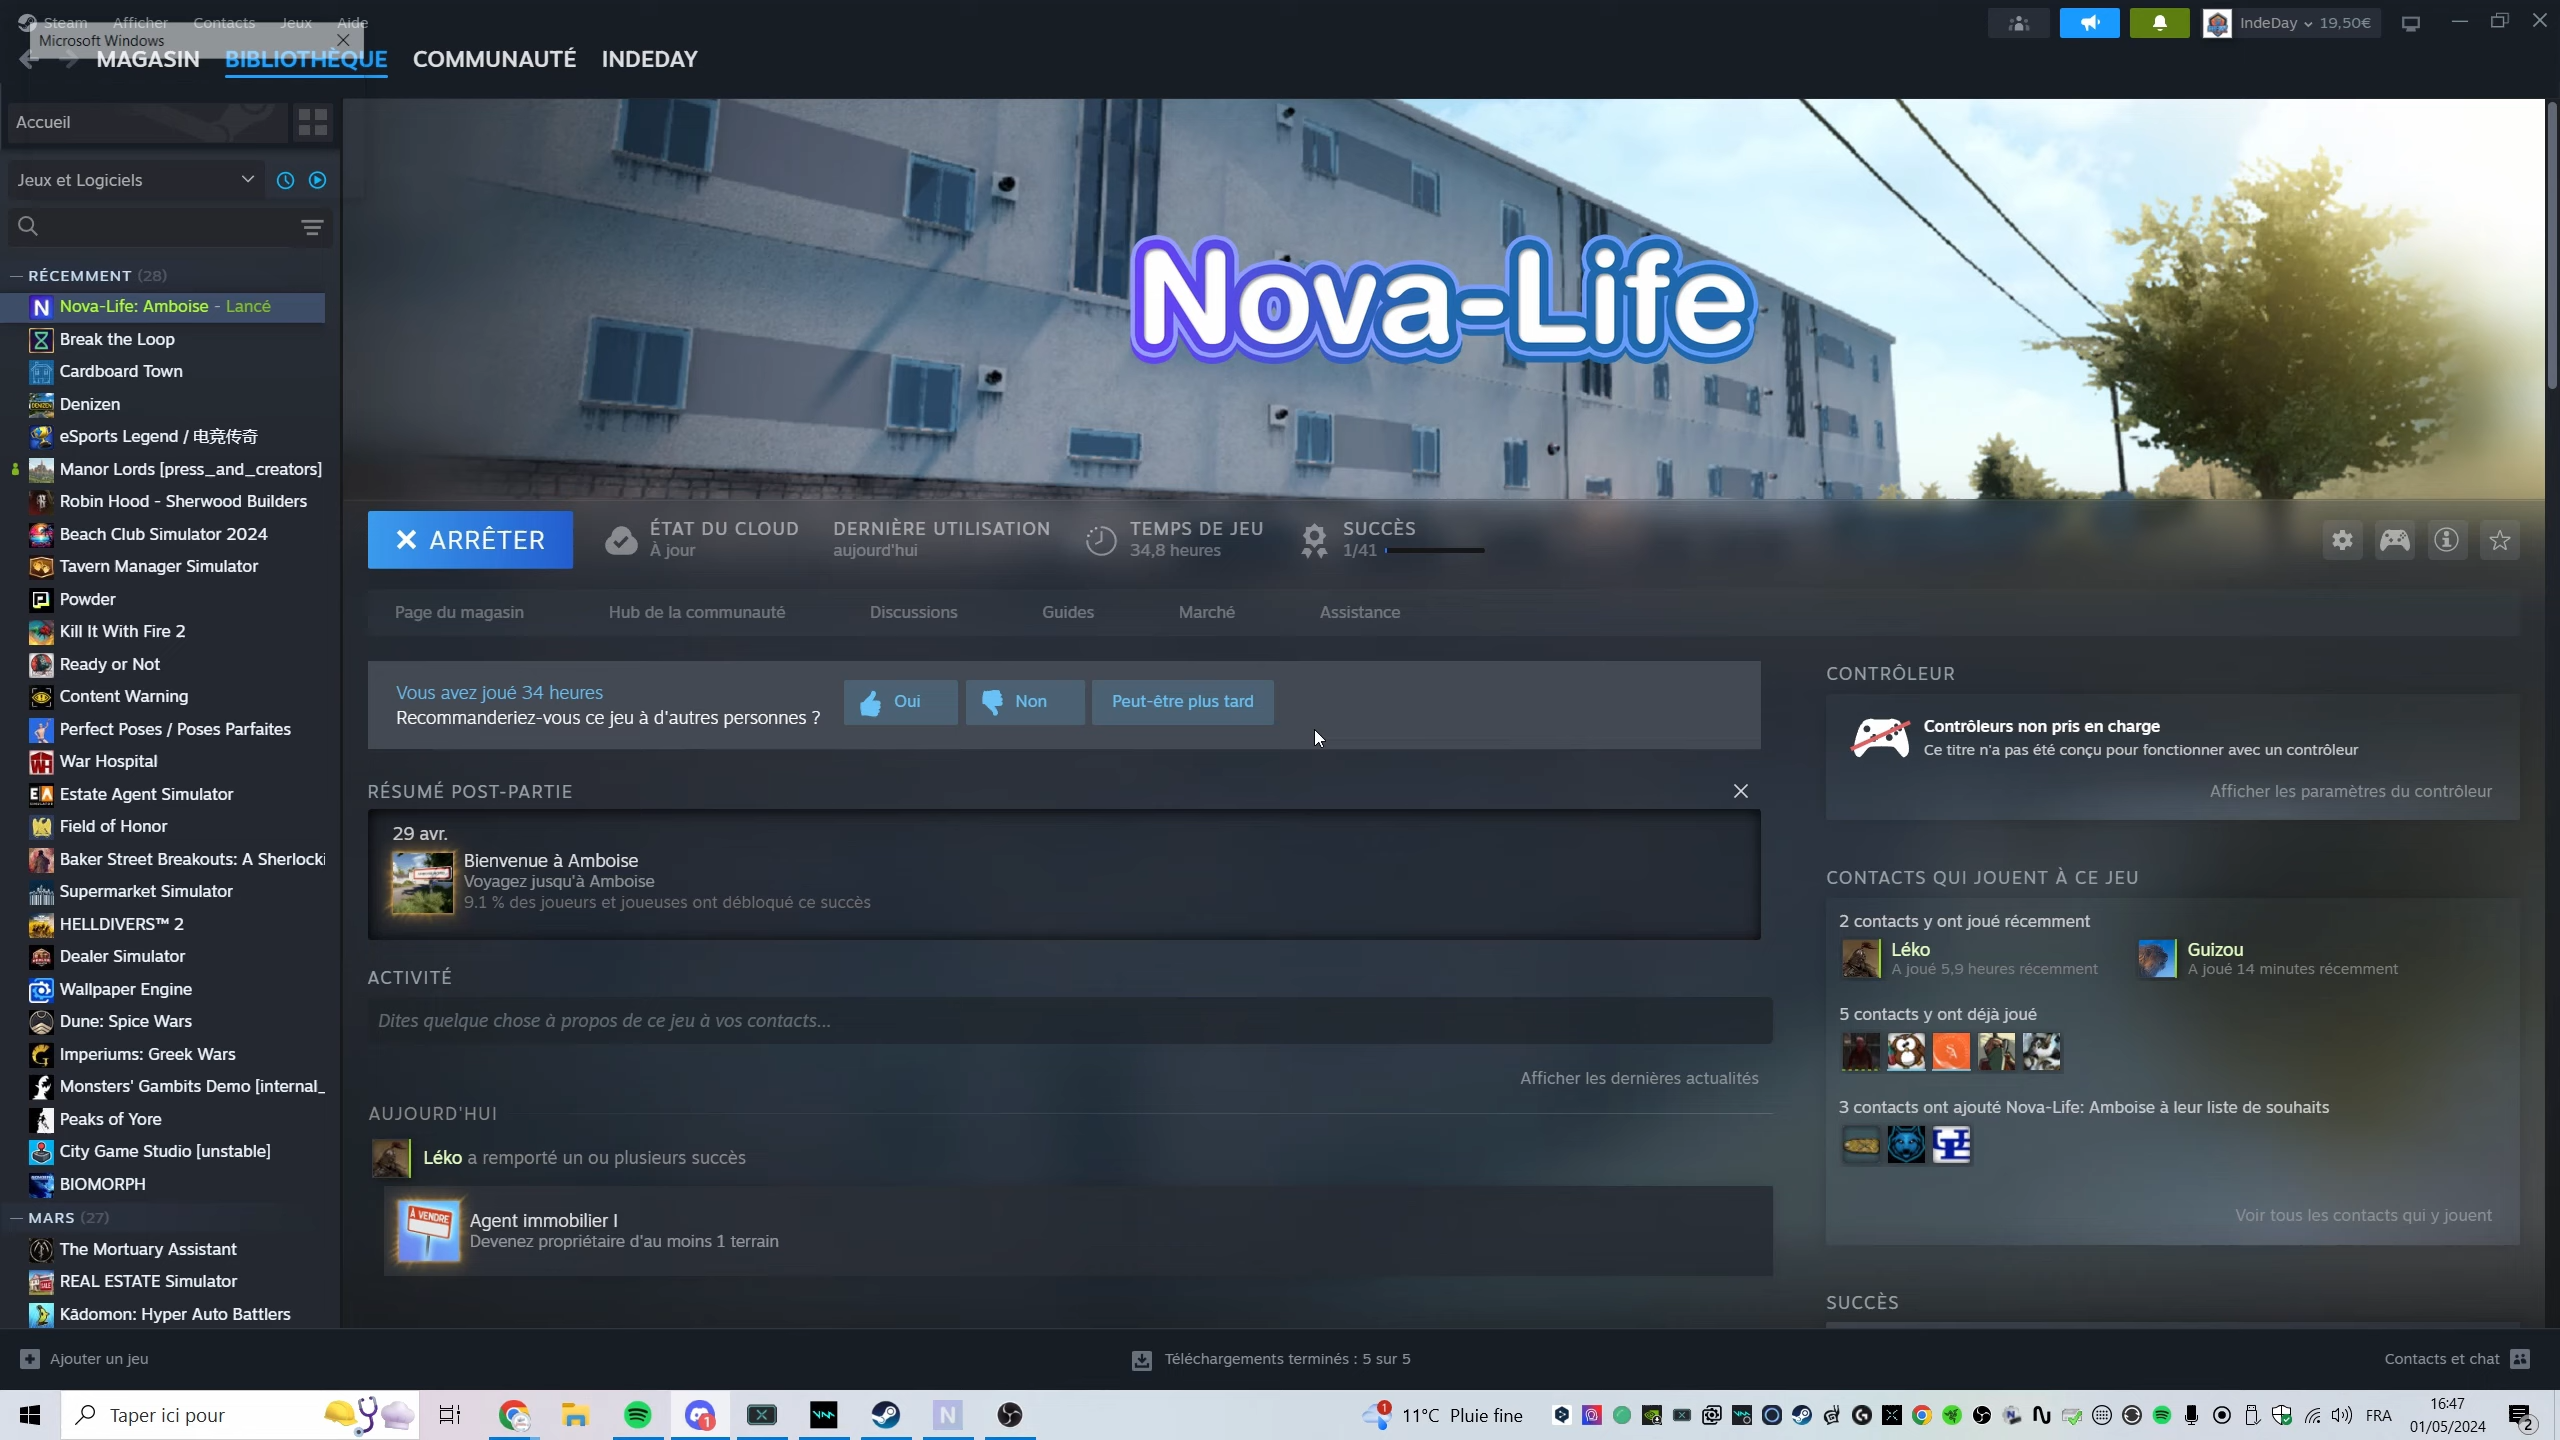 Steam Afficher Contacts Jeux Aide
Microsoft Windows
IndeDay 19,50€
MAGASIN BIBLIOTHÈQUE COMMUNAUTÉ INDEDAY
Accueil
Jeux et Logiciels
RÉCEMMENT (28)
Nova-Life: Amboise - Lancé
Break the Loop
Cardboard Town
Denizen
eSports Legend / 电竞传奇
Manor Lords [press_and_creators]
Robin Hood - Sherwood Builders
Beach Club Simulator 2024
Tavern Manager Simulator
Powder
Kill It With Fire 2
Ready or Not
Content Warning
Perfect Poses / Poses Parfaites
War Hospital
Estate Agent Simulator
Field of Honor
Baker Street Breakouts: A Sherlocki
Supermarket Simulator
HELLDIVERS™ 2
Dealer Simulator
Wallpaper Engine
Dune: Spice Wars
Imperiums: Greek Wars
Monsters' Gambits Demo [internal_
Peaks of Yore
City Game Studio [unstable]
BIOMORPH
MARS (27)
The Mortuary Assistant
REAL ESTATE Simulator
Kādomon: Hyper Auto Battlers
Nova-Life
ARRÊTER
ÉTAT DU CLOUD
À jour
DERNIÈRE UTILISATION
aujourd'hui
TEMPS DE JEU
34,8 heures
SUCCÈS
1/41
Page du magasin Hub de la communauté Discussions Guides Marché Assistance
Vous avez joué 34 heures
Recommanderiez-vous ce jeu à d'autres personnes ?
Oui Non Peut-être plus tard
RÉSUMÉ POST-PARTIE
29 avr.
Bienvenue à Amboise
Voyagez jusqu'à Amboise
9.1 % des joueurs et joueuses ont débloqué ce succès
ACTIVITÉ
Dites quelque chose à propos de ce jeu à vos contacts...
Afficher les dernières actualités
AUJOURD'HUI
Léko a remporté un ou plusieurs succès
À VENDRE
Agent immobilier I
Devenez propriétaire d'au moins 1 terrain
CONTRÔLEUR
Contrôleurs non pris en charge
Ce titre n'a pas été conçu pour fonctionner avec un contrôleur
Afficher les paramètres du contrôleur
CONTACTS QUI JOUENT À CE JEU
2 contacts y ont joué récemment
Léko
A joué 5,9 heures récemment
Guizou
A joué 14 minutes récemment
5 contacts y ont déjà joué
3 contacts ont ajouté Nova-Life: Amboise à leur liste de souhaits
Voir tous les contacts qui y jouent
SUCCÈS
Ajouter un jeu
Téléchargements terminés : 5 sur 5
Contacts et chat
Taper ici pour
1
1
11°C Pluie fine
FRA
16:47
01/05/2024
2